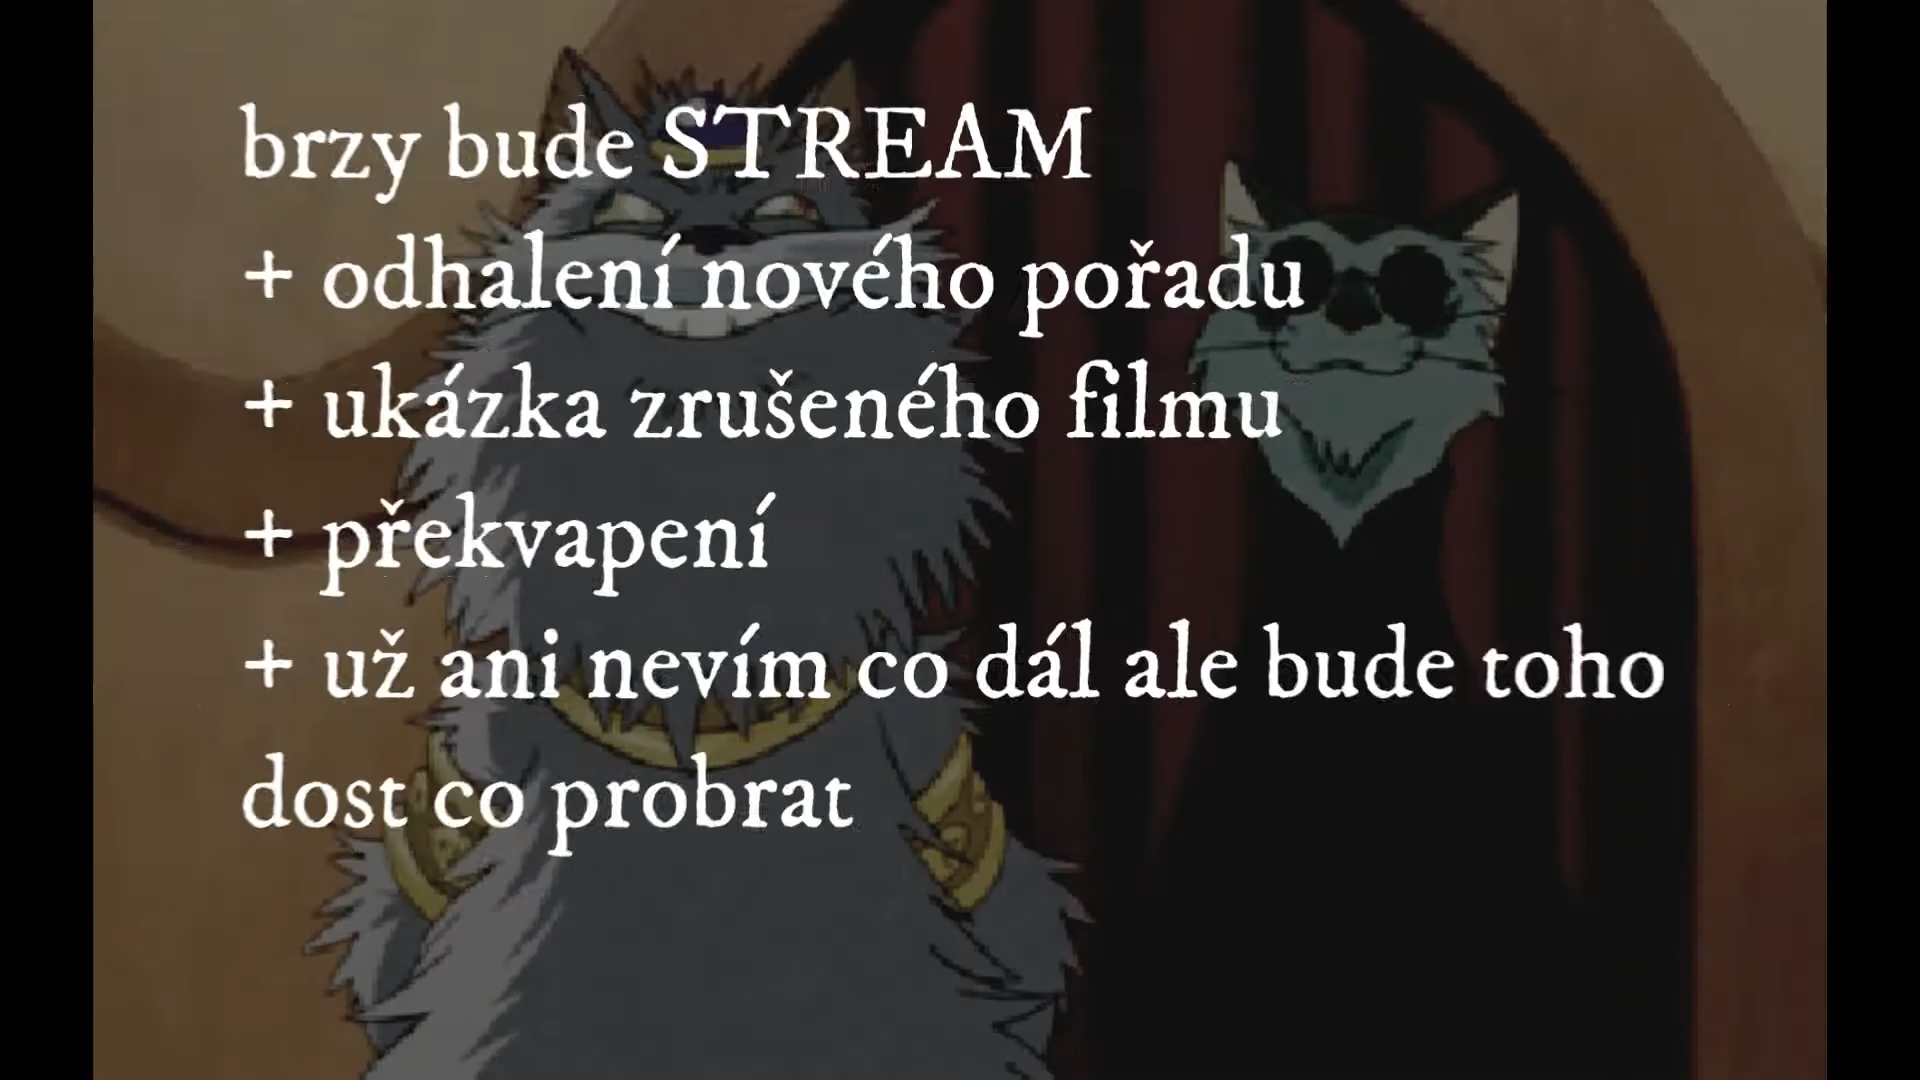 brzy bude STREAM
+ odhalení nového pořadu
+ ukázka zrušeného filmu
+ překvapení
+ už ani nevím co dál ale bude toho
dost co probrat